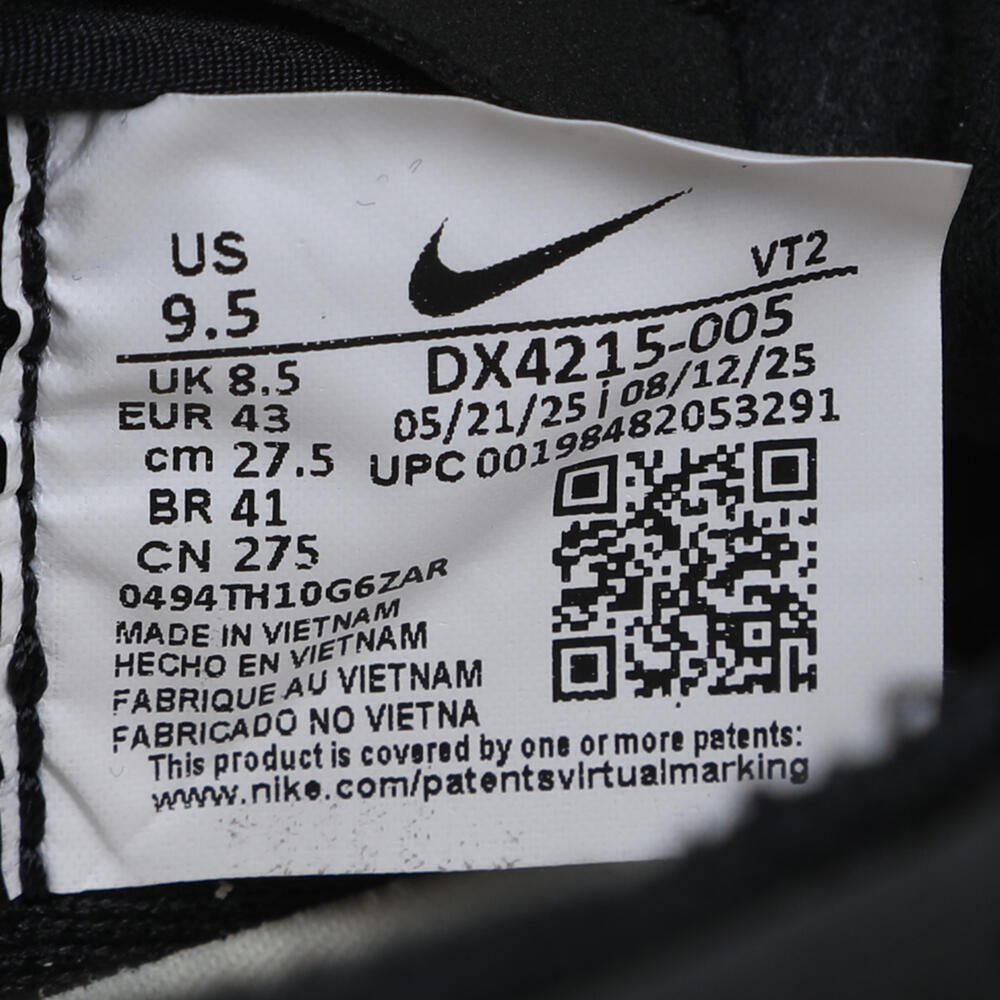 US
9.5
VT2
UK 8.5
EUR 43
cm 27.5
BR 41
CN 275
DX4215-005
05/21/25 i 08/12/25
UPC 00198482053291
0494TH10G6ZAR
MADE IN VIETNAM
HECHO EN VIETNAM
FABRIQUE AU VIETNAM
FABRICADO NO VIETNA
This product is covered by one or more patents:
www.nike.com/patentsvirtualmarking